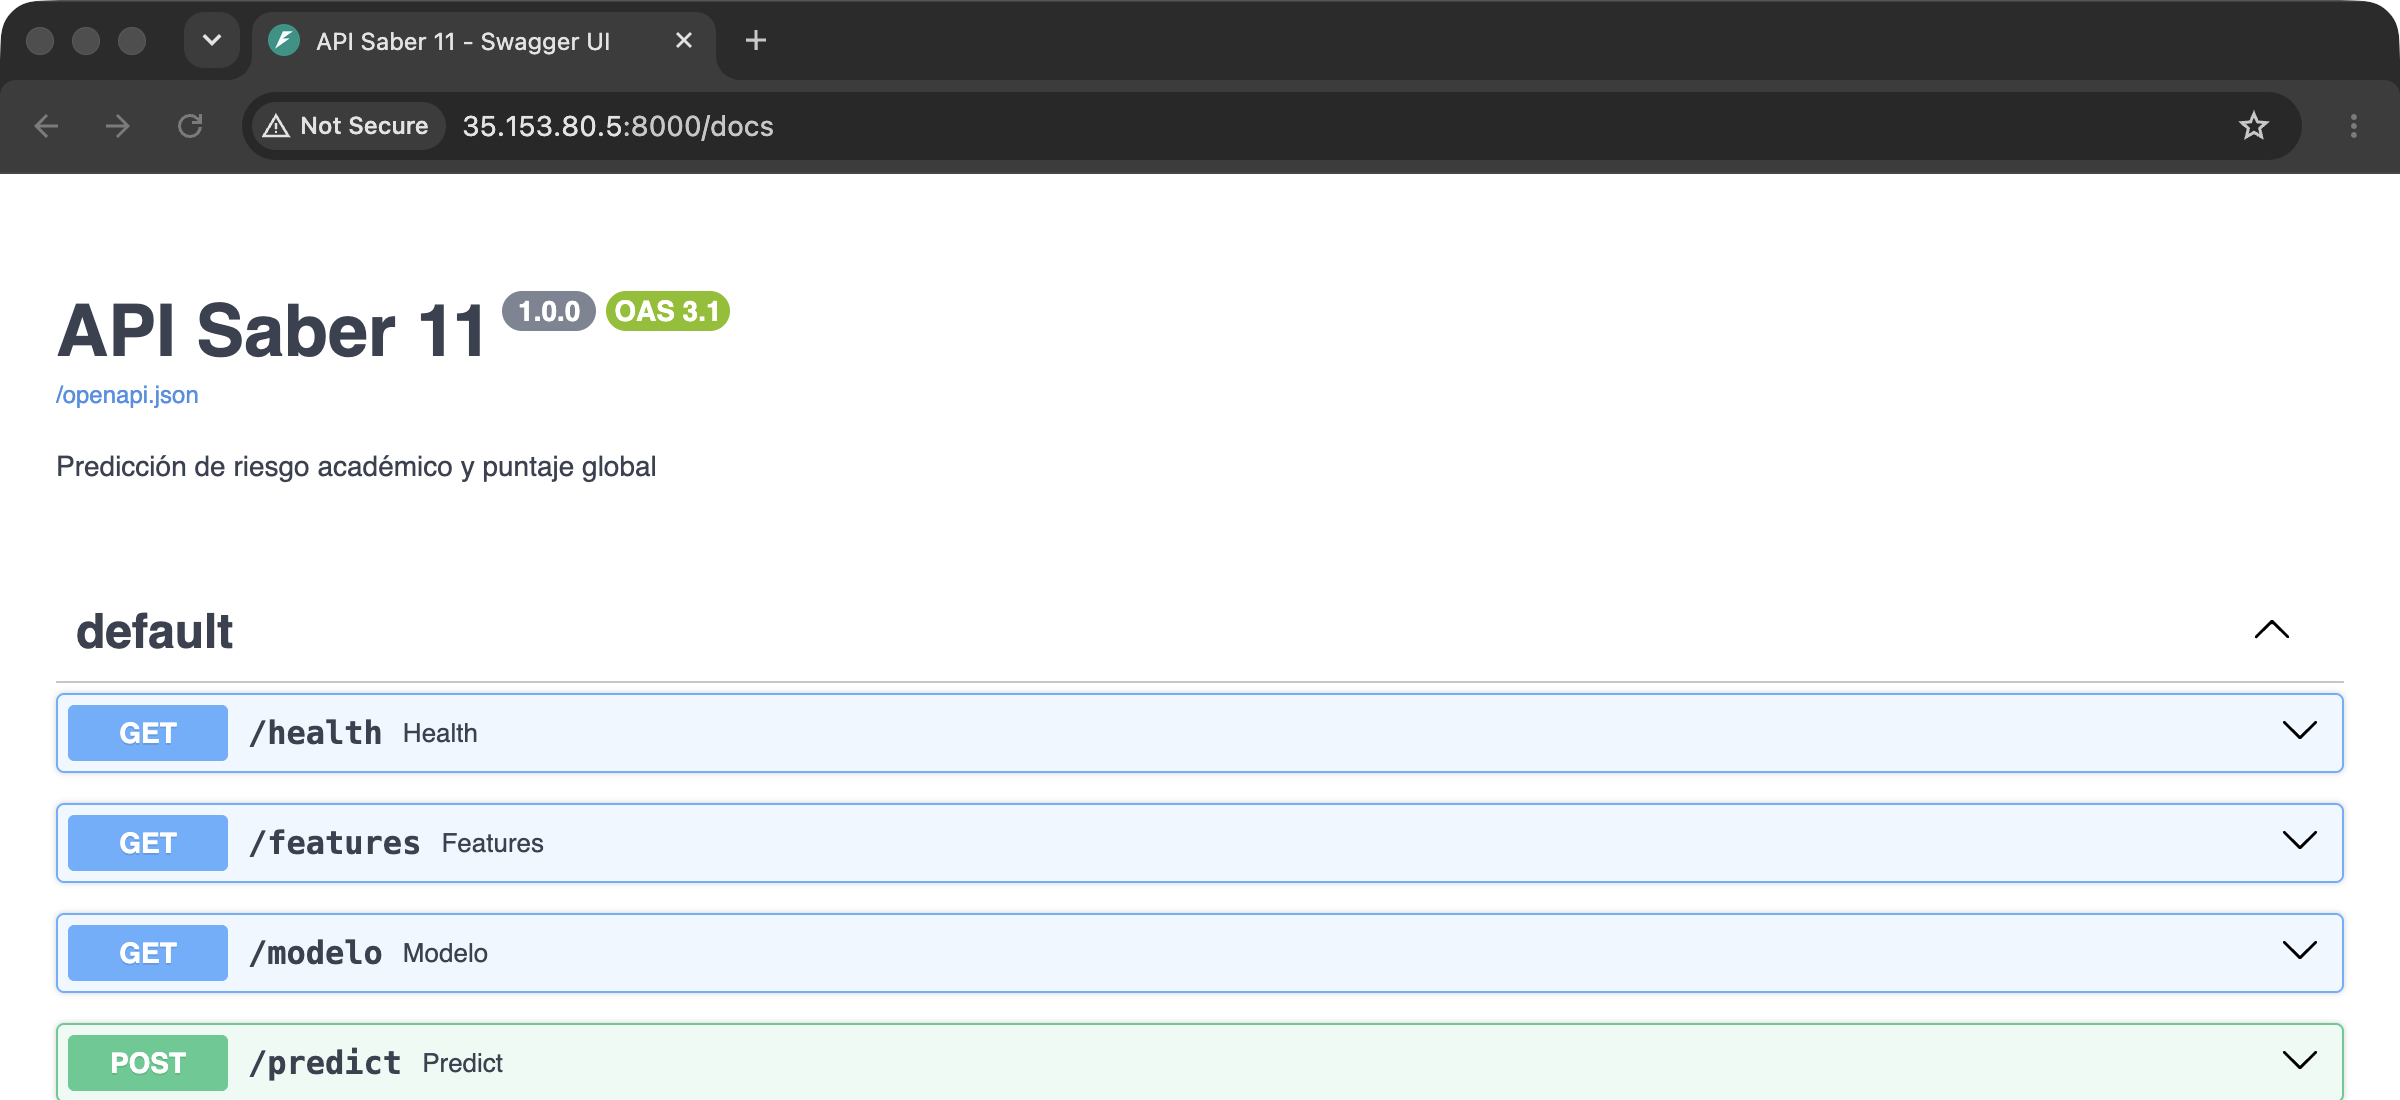 API Saber 11 - Swagger UI
Not Secure 35.153.80.5:8000/docs
API Saber 11 1.0.0 OAS 3.1
/openapi.json
Predicción de riesgo académico y puntaje global
default
GET /health Health
GET /features Features
GET /modelo Modelo
POST /predict Predict